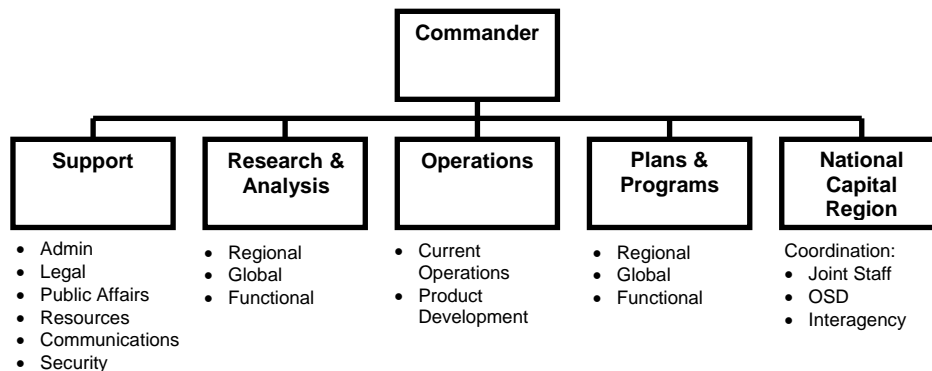 Commander
Support
Research &
Analysis
Operations
Plans &
Programs
National
Capital
Region
• Admin
• Legal
• Public Affairs
• Resources
• Communications
• Security
• Regional
• Global
• Functional
• Current
Operations
• Product
Development
• Regional
• Global
• Functional
Coordination:
• Joint Staff
• OSD
• Interagency